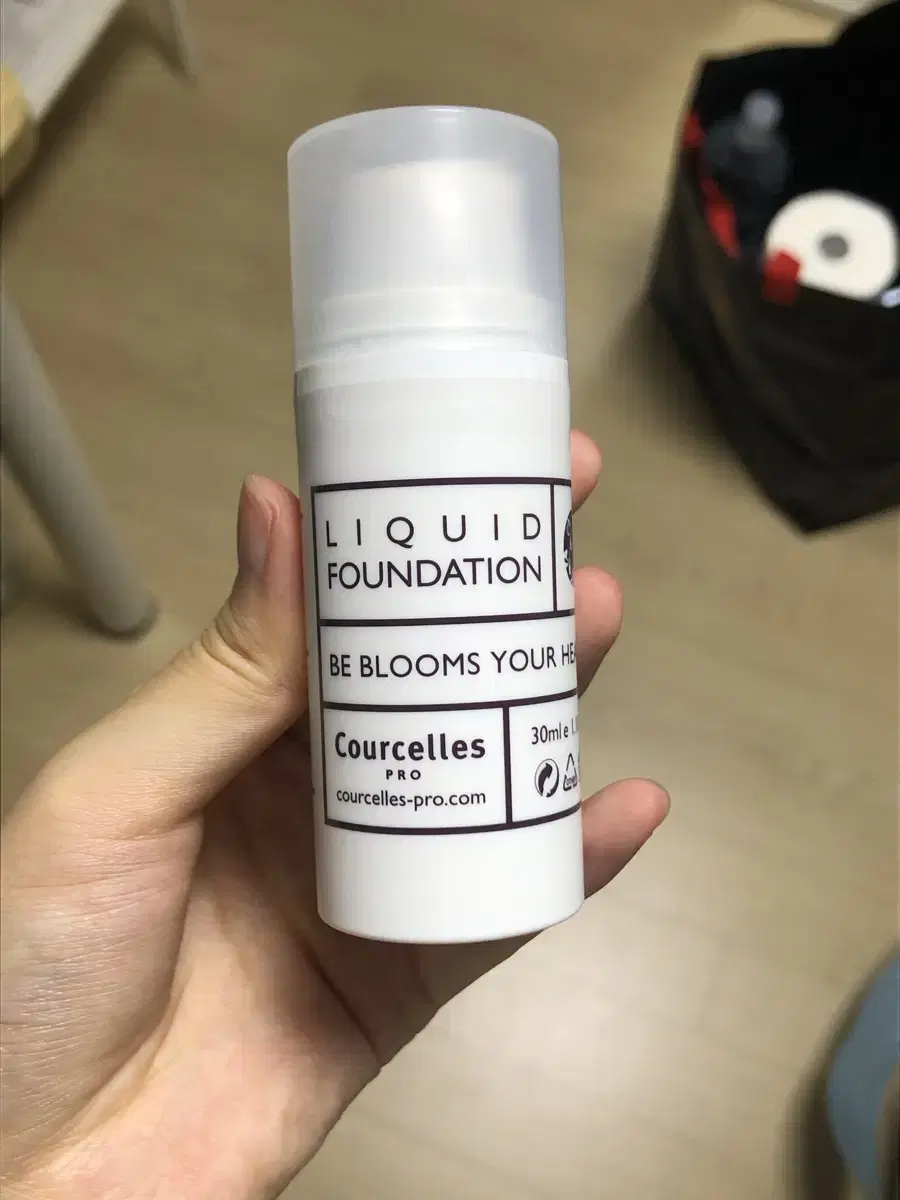 LIQUID
FOUNDATION
BE BLOOMS YOUR
Courcelles
PRO
courcelles-pro.com
30ml e